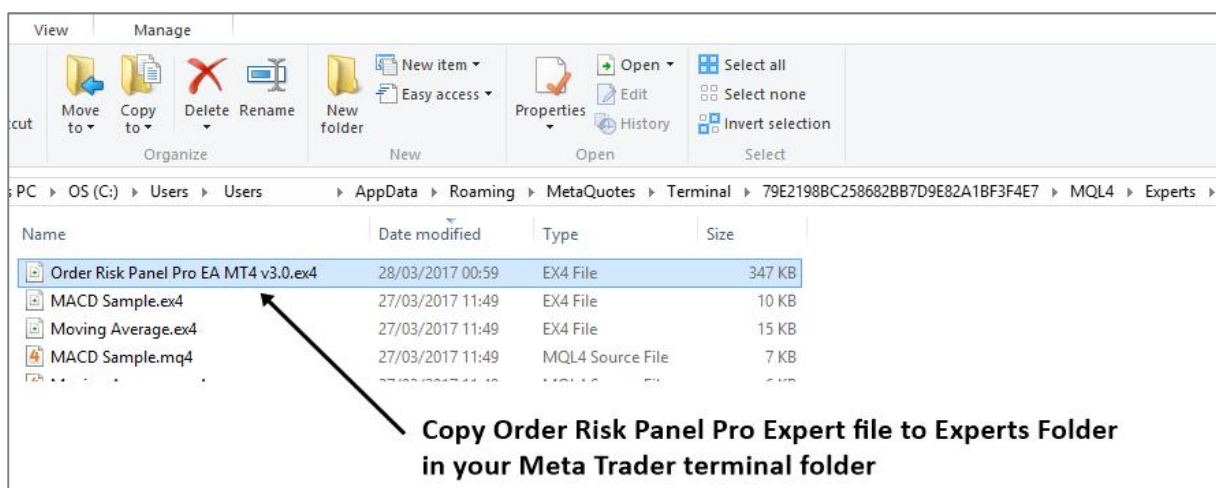 View Manage
Move to Copy to Delete Rename New folder New item Easy access Properties Open Edit History Select all Select none Invert selection
Organize New Open Select
PC OS (C:) Users Users AppData Roaming MetaQuotes Terminal 79E2198BC258682BB7D9E82A1BF3F4E7 MQL4 Experts
Name Date modified Type Size
Order Risk Panel Pro EA MT4 v3.0.ex4 28/03/2017 00:59 EX4 File 347 KB
MACD Sample.ex4 27/03/2017 11:49 EX4 File 10 KB
Moving Average.ex4 27/03/2017 11:49 EX4 File 15 KB
MACD Sample.mq4 27/03/2017 11:49 MQL4 Source File 7 KB
Copy Order Risk Panel Pro Expert file to Experts Folder
in your Meta Trader terminal folder